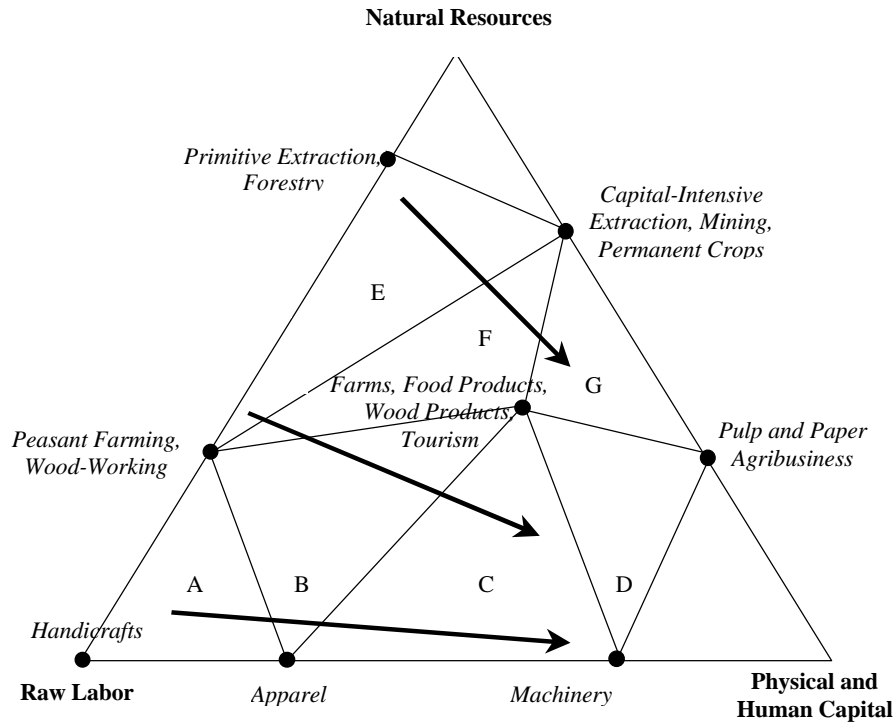 Natural Resources
Primitive Extraction,
Forestry
Capital-Intensive
Extraction, Mining,
Permanent Crops
E
F
G
Farms, Food Products,
Wood Products,
Tourism
Peasant Farming,
Wood-Working
Pulp and Paper
Agribusiness
A
B
C
D
Handicrafts
Raw Labor
Apparel
Machinery
Physical and
Human Capital